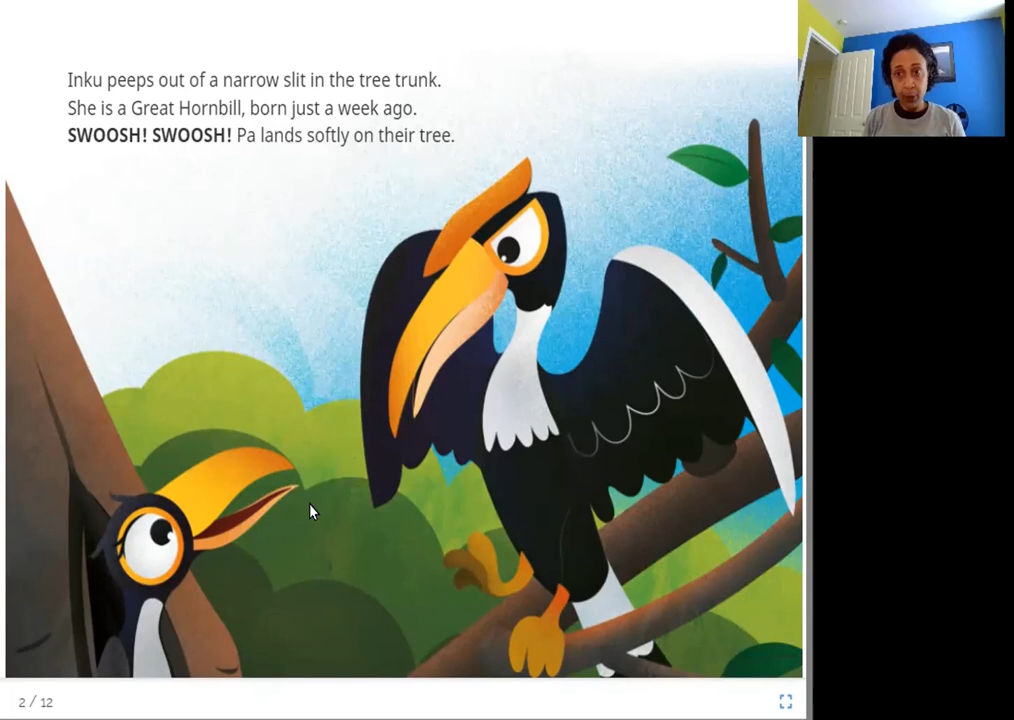 Inku peeps out of a narrow slit in the tree trunk.
She is a Great Hornbill, born just a week ago.
SWOOSH! SWOOSH! Pa lands softly on their tree.
2 / 12